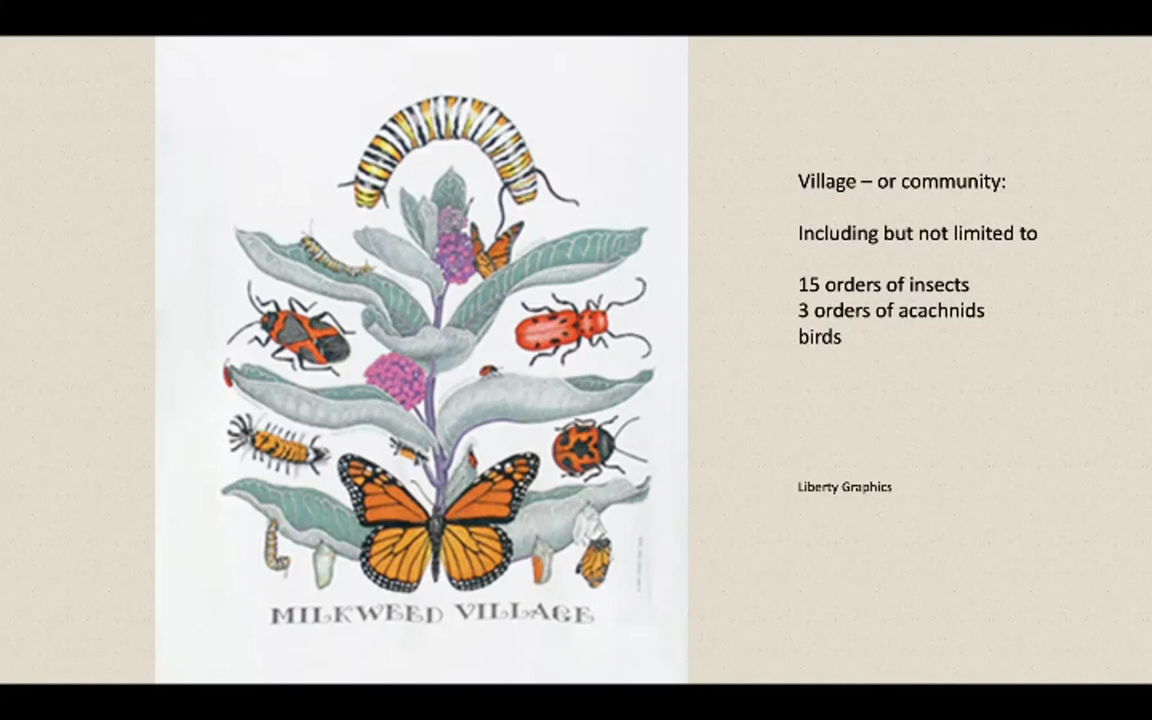 MILKWEED VILLAGE
Village – or community:
Including but not limited to
15 orders of insects
3 orders of acachnids
birds
Liberty Graphics